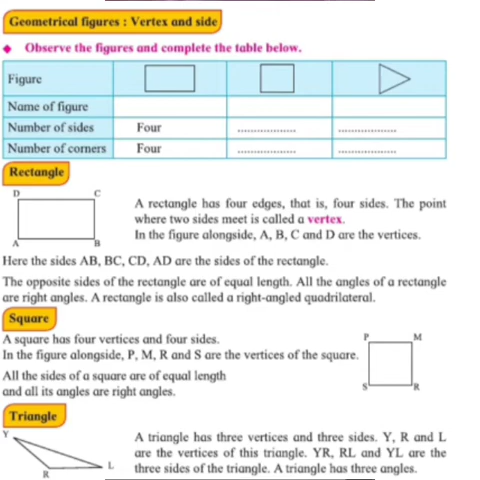 Geometrical figures : Vertex and side
◆ Observe the figures and complete the table below.
Figure
Name of figure
Number of sides Four .................. ..................
Number of corners Four .................. ..................
Rectangle
D C
A rectangle has four edges, that is, four sides. The point
where two sides meet is called a vertex.
In the figure alongside, A, B, C and D are the vertices.
A B
Here the sides AB, BC, CD, AD are the sides of the rectangle.
The opposite sides of the rectangle are of equal length. All the angles of a rectangle
are right angles. A rectangle is also called a right-angled quadrilateral.
Square
A square has four vertices and four sides.
In the figure alongside, P, M, R and S are the vertices of the square.
P M
All the sides of a square are of equal length
and all its angles are right angles.
S R
Triangle
Y
A triangle has three vertices and three sides. Y, R and L
are the vertices of this triangle. YR, RL and YL are the
three sides of the triangle. A triangle has three angles.
L
R